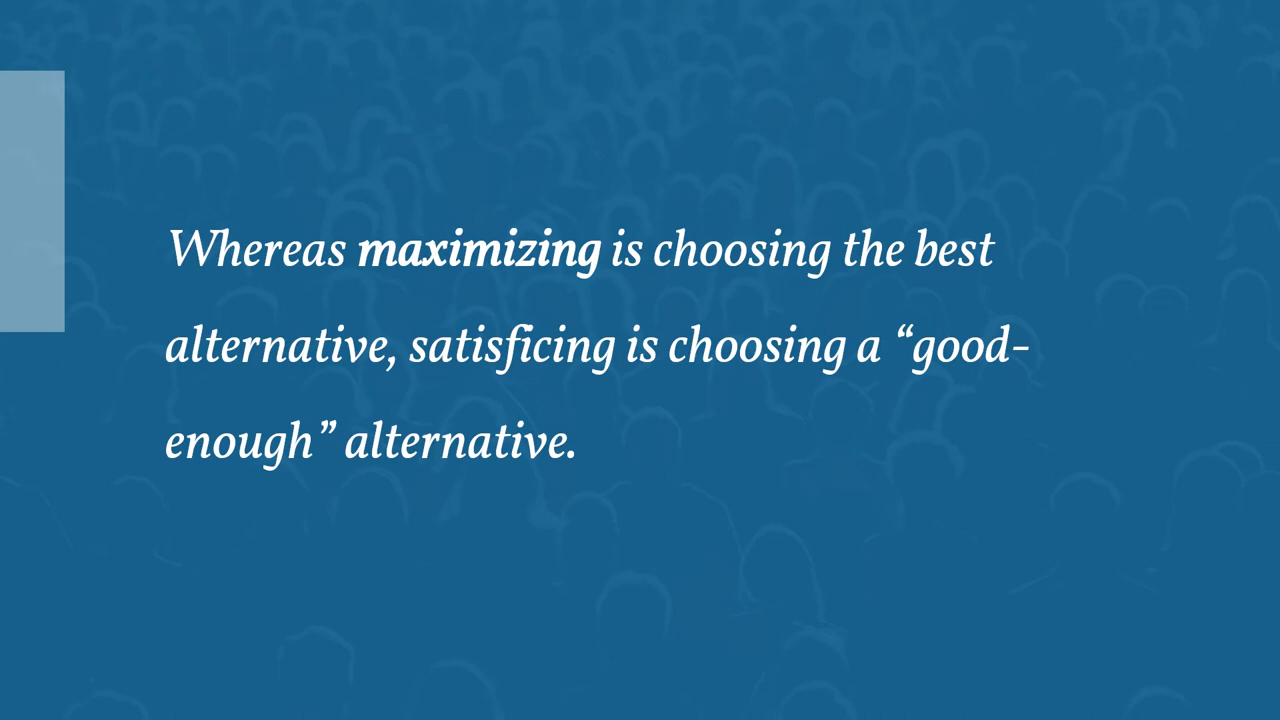 Whereas maximizing is choosing the best
alternative, satisficing is choosing a “good-
enough” alternative.